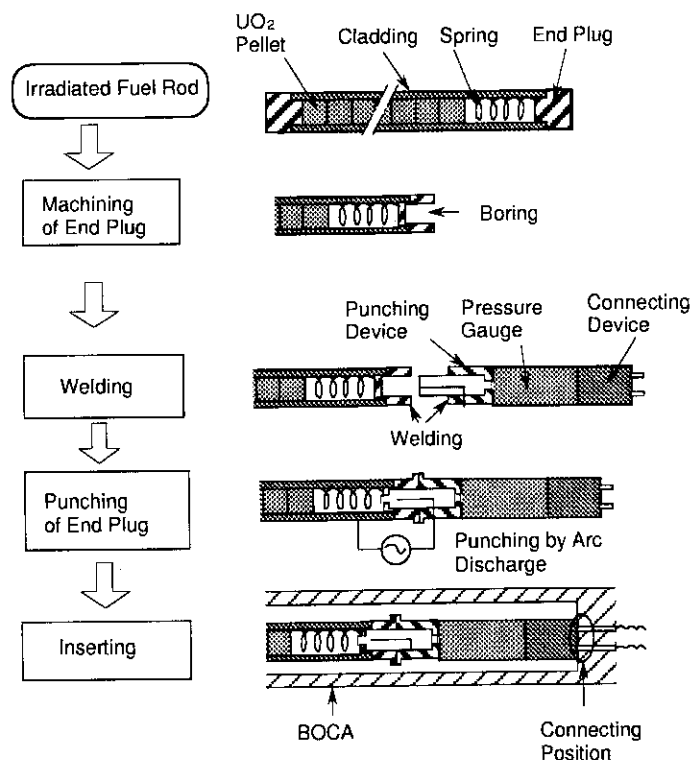 UO₂
Pellet
Cladding
Spring
End Plug
Irradiated Fuel Rod
Machining
of End Plug
Boring
Punching
Device
Pressure
Gauge
Connecting
Device
Welding
Welding
Punching
of End Plug
Punching by Arc
Discharge
Inserting
BOCA
Connecting
Position